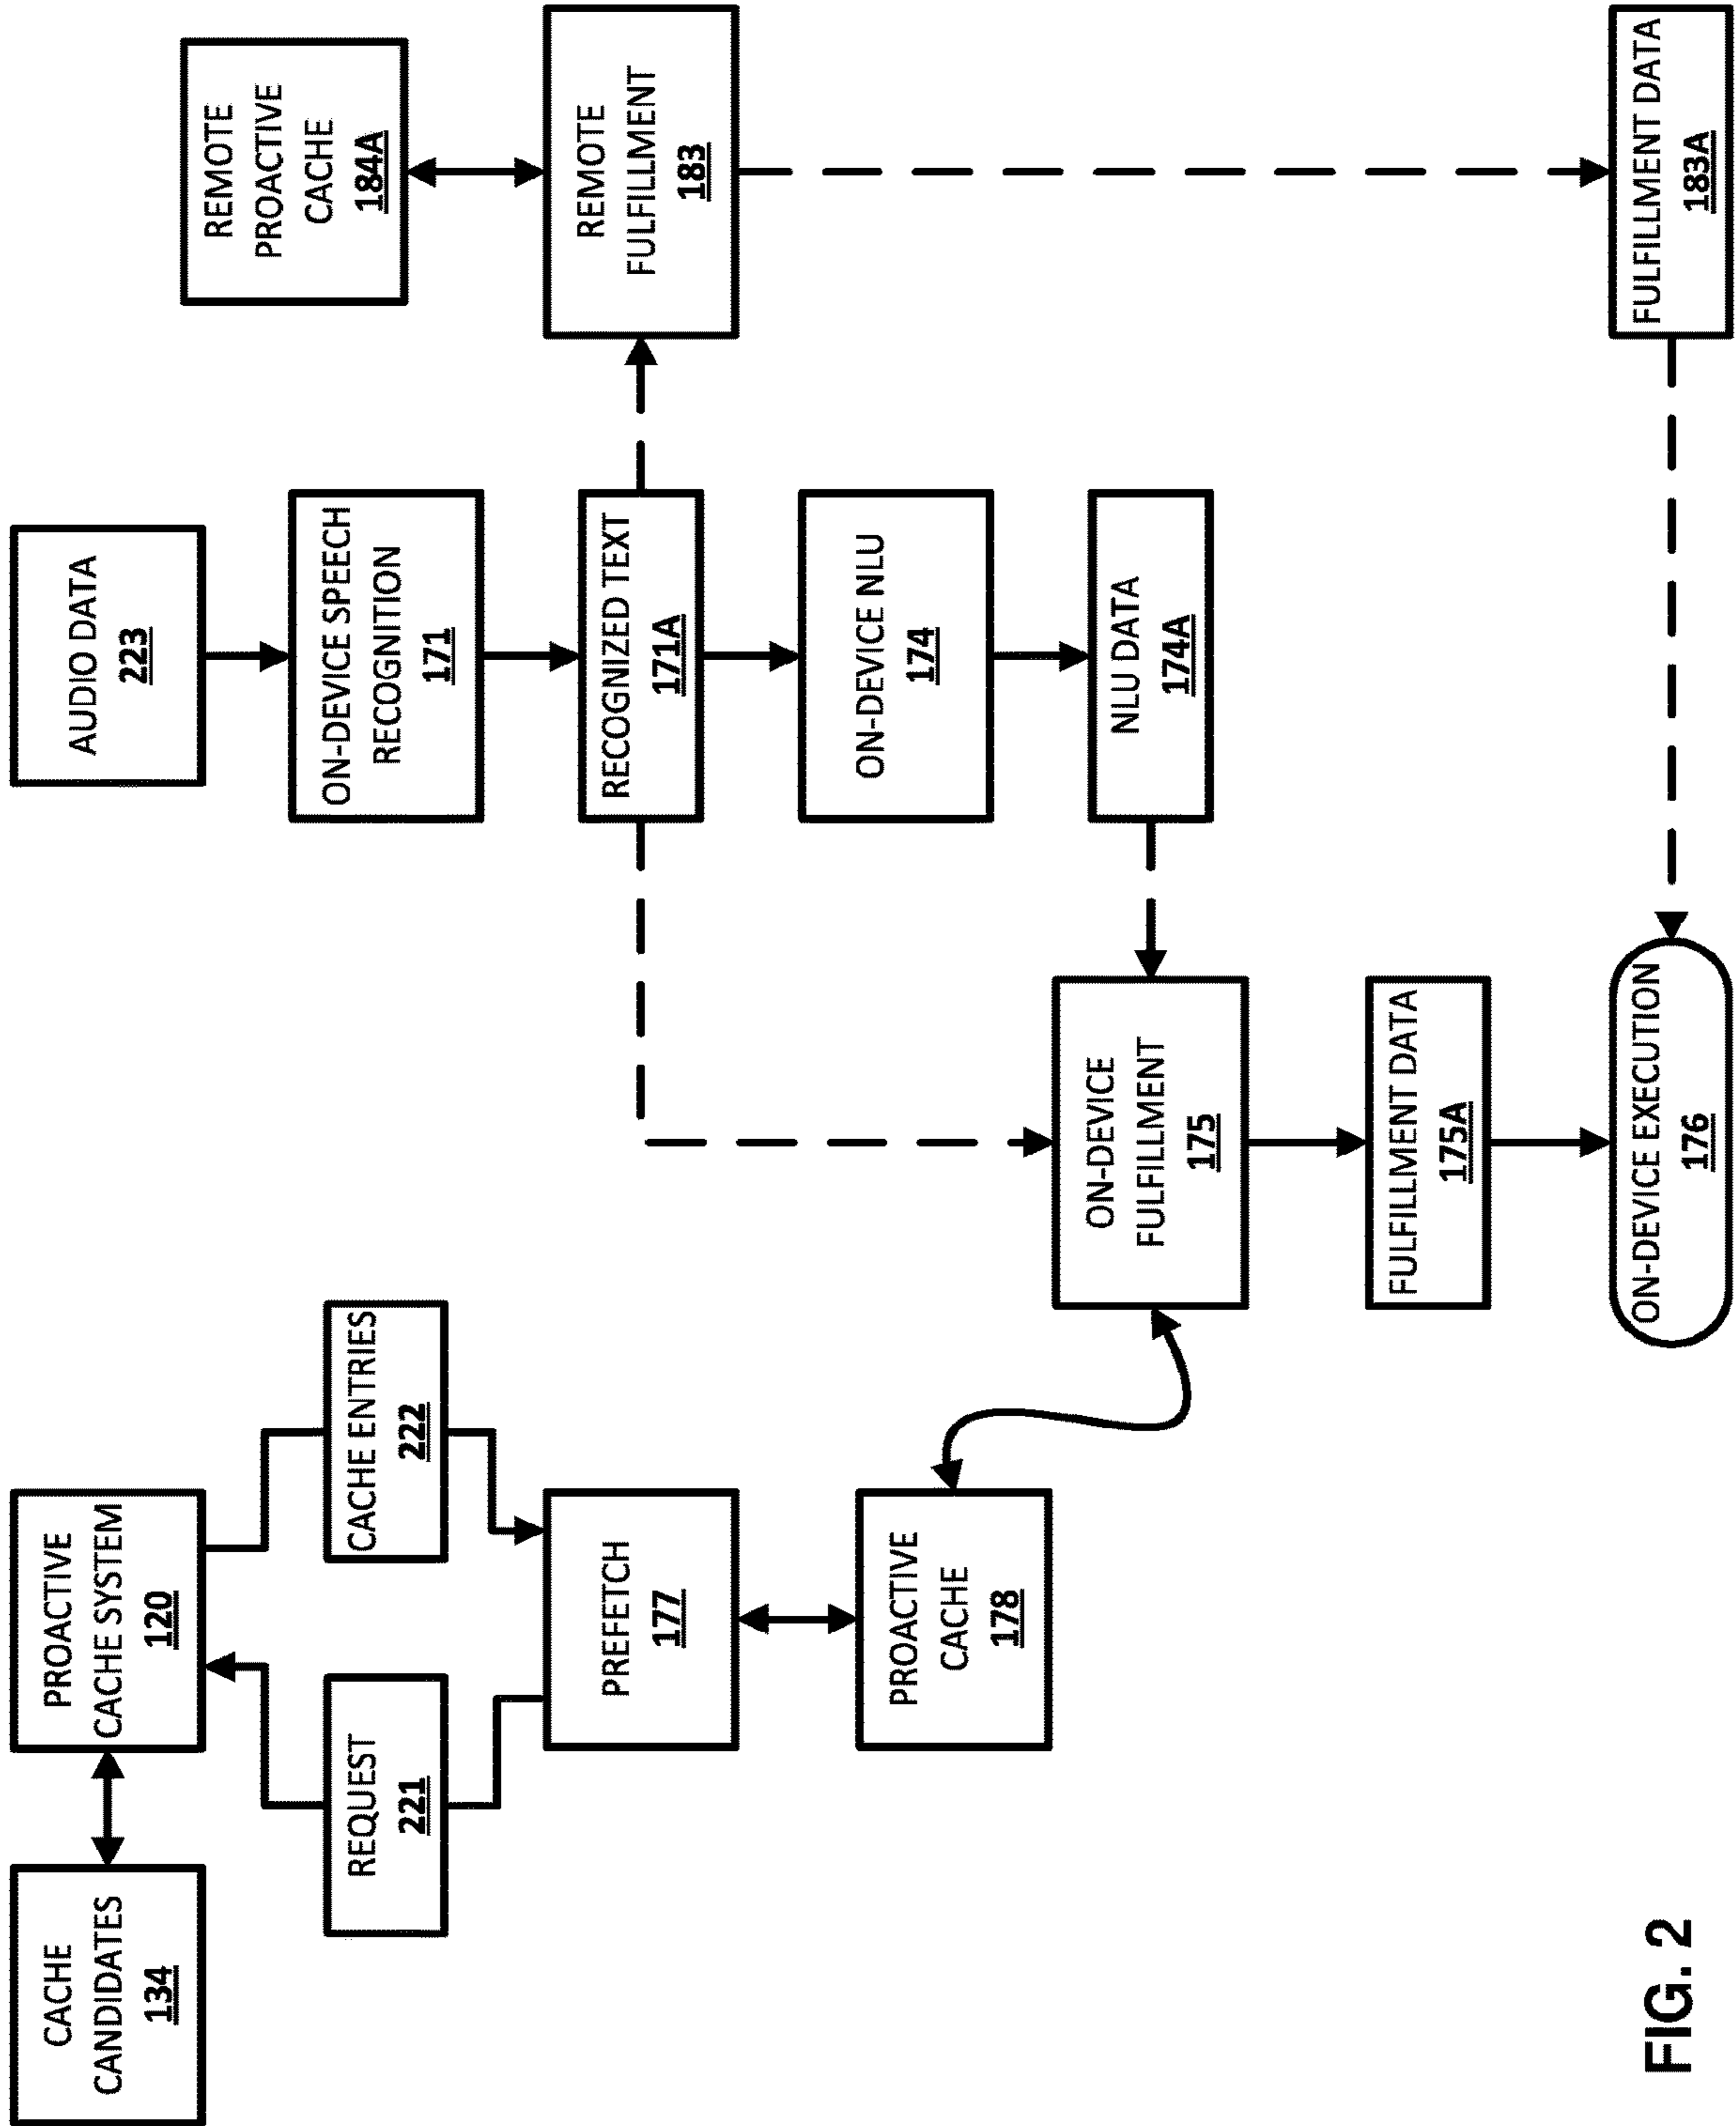 CACHE
CANDIDATES
134
PROACTIVE
CACHE SYSTEM
120
AUDIO DATA
223
REMOTE
PROACTIVE
CACHE
184A
REQUEST
221
CACHE ENTRIES
222
ON-DEVICE SPEECH
RECOGNITION
171
PREFETCH
177
RECOGNIZED TEXT
171A
REMOTE
FULFILLMENT
183
PROACTIVE
CACHE
178
ON-DEVICE NLU
174
NLU DATA
174A
ON-DEVICE
FULFILLMENT
175
FULFILLMENT DATA
175A
ON-DEVICE EXECUTION
176
FULFILLMENT DATA
183A
FIG. 2